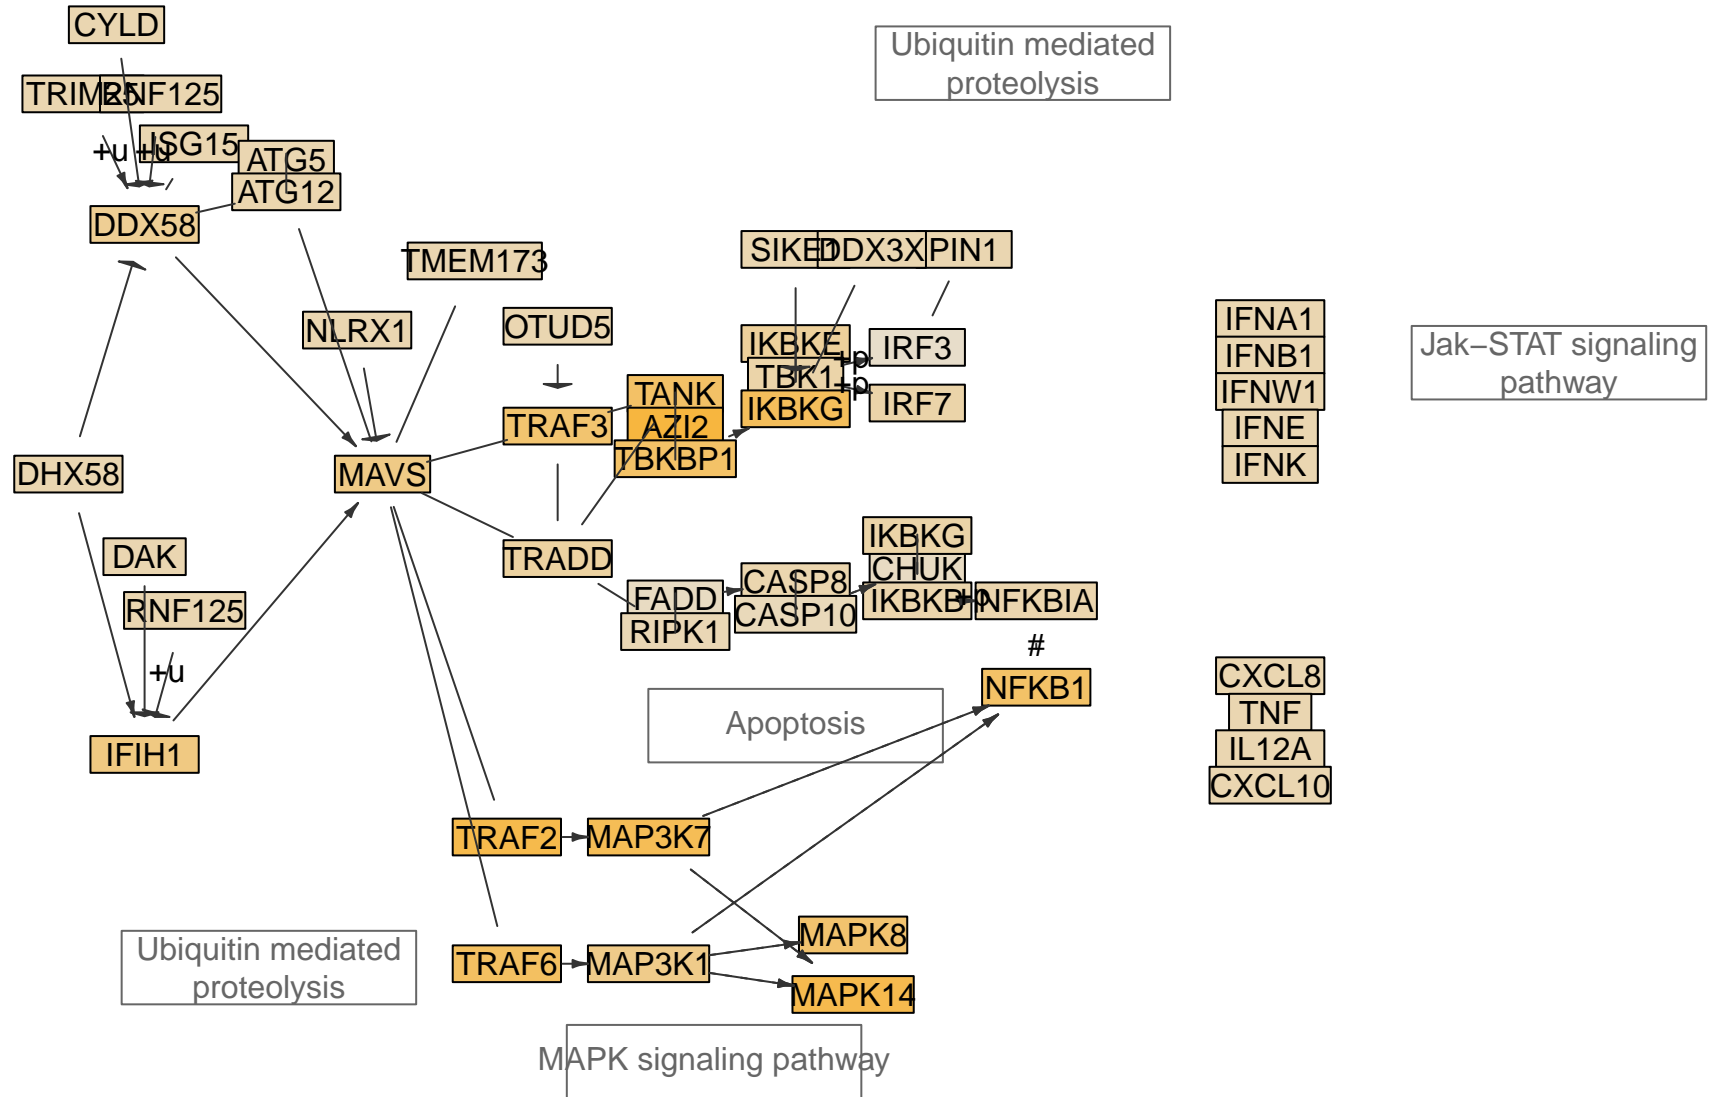 CYLD
Ubiquitin mediated
proteolysis
TRIM25
RNF125
ISG15
+u
+u
ATG5
ATG12
DDX58
TMEM173
SIKE1
DDX3X
PIN1
NLRX1
OTUD5
IKBKE
IRF3
+p
TBK1
+p
IKBKG
IRF7
IFNA1
IFNB1
IFNW1
IFNE
IFNK
Jak−STAT signaling
pathway
TANK
AZI2
TBKBP1
TRAF3
DHX58
MAVS
DAK
RNF125
+u
IFIH1
TRADD
FADD
RIPK1
CASP8
CASP10
IKBKG
CHUK
IKBKB
+p
NFKBIA
#
NFKB1
Apoptosis
CXCL8
TNF
IL12A
CXCL10
TRAF2
MAP3K7
Ubiquitin mediated
proteolysis
TRAF6
MAP3K1
MAPK8
MAPK14
MAPK signaling pathway